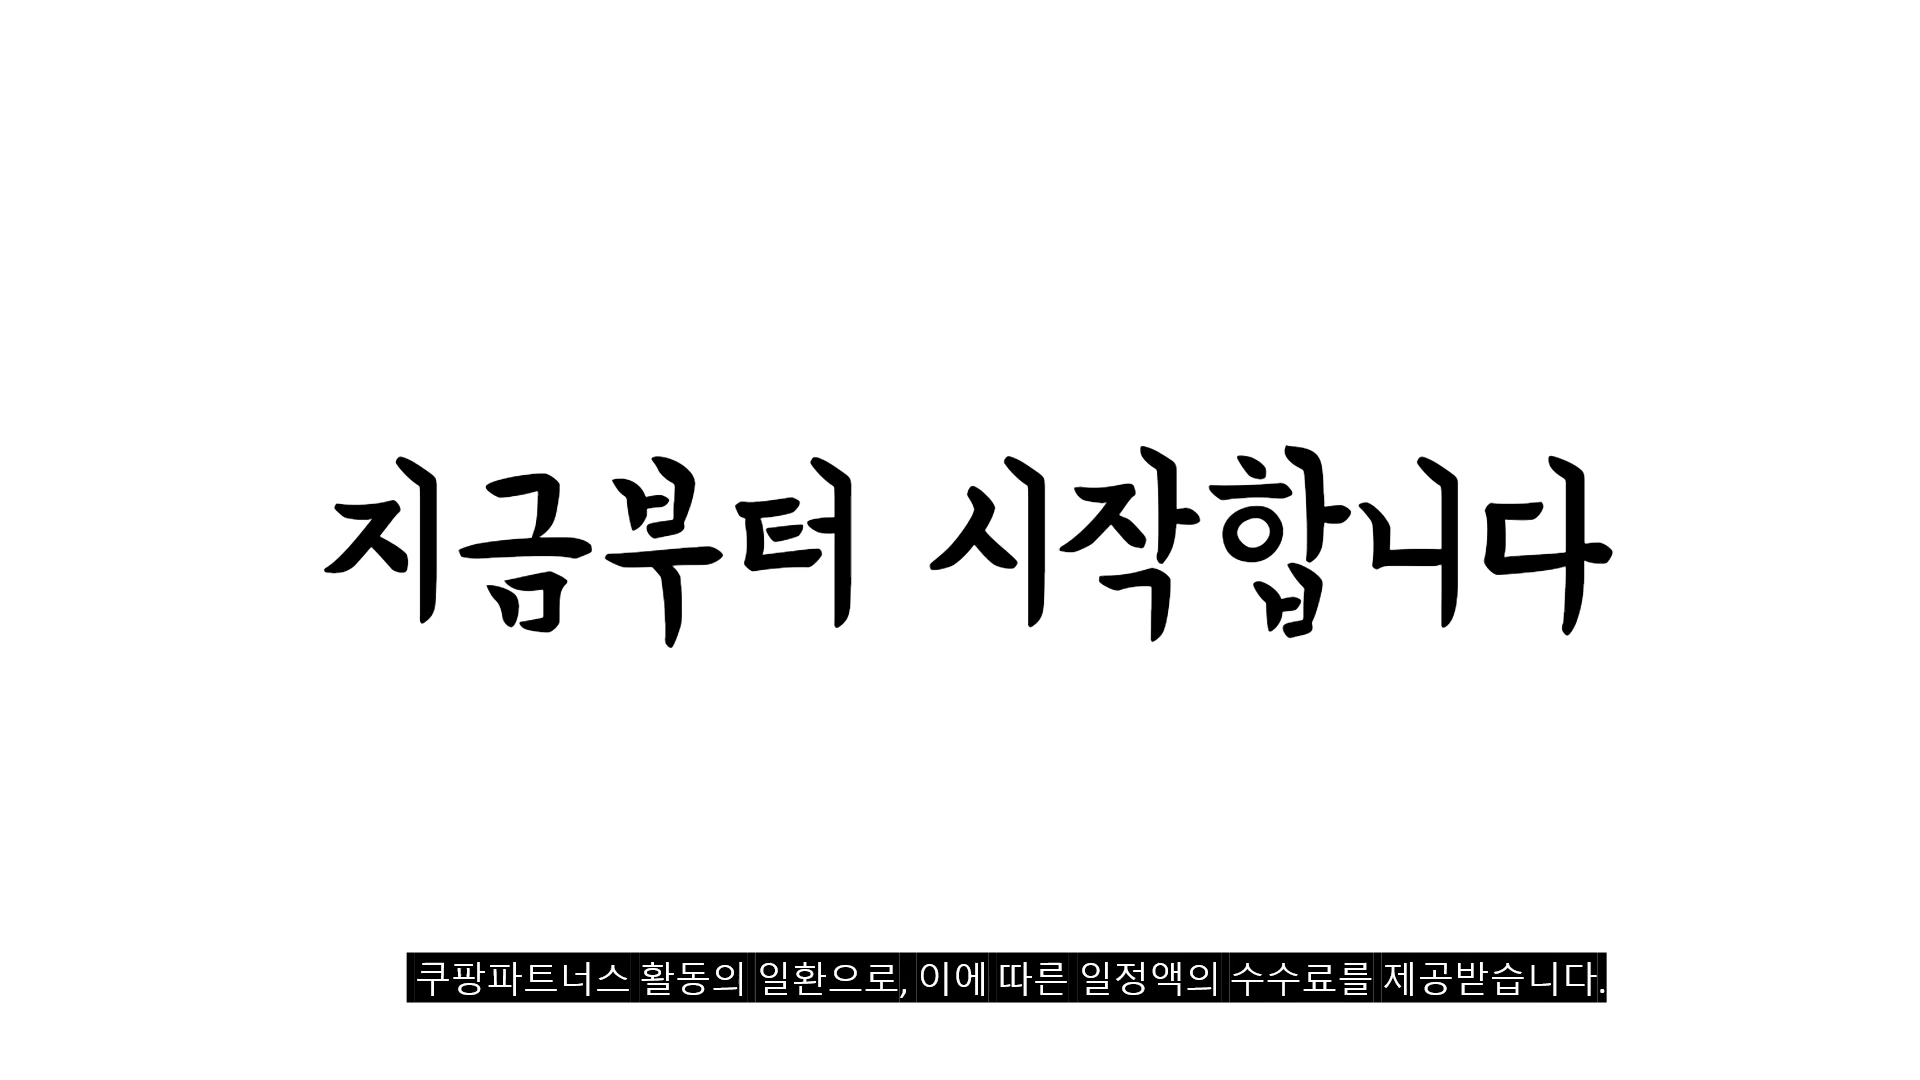 지금부터 시작합니다
쿠팡파트너스 활동의 일환으로, 이에 따른 일정액의 수수료를 제공받습니다.